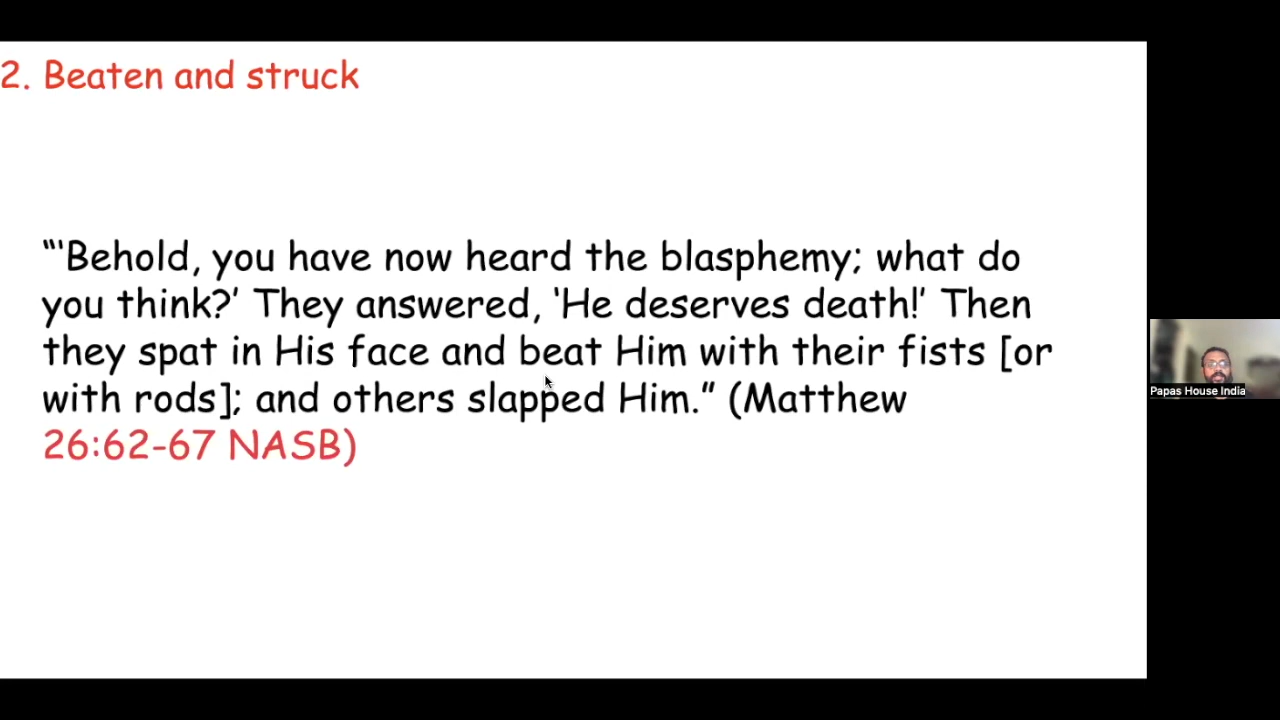 2. Beaten and struck
“‘Behold, you have now heard the blasphemy; what do
you think?’ They answered, ‘He deserves death!’ Then
they spat in His face and beat Him with their fists [or
with rods]; and others slapped Him.” (Matthew
26:62-67 NASB)
Papas House India